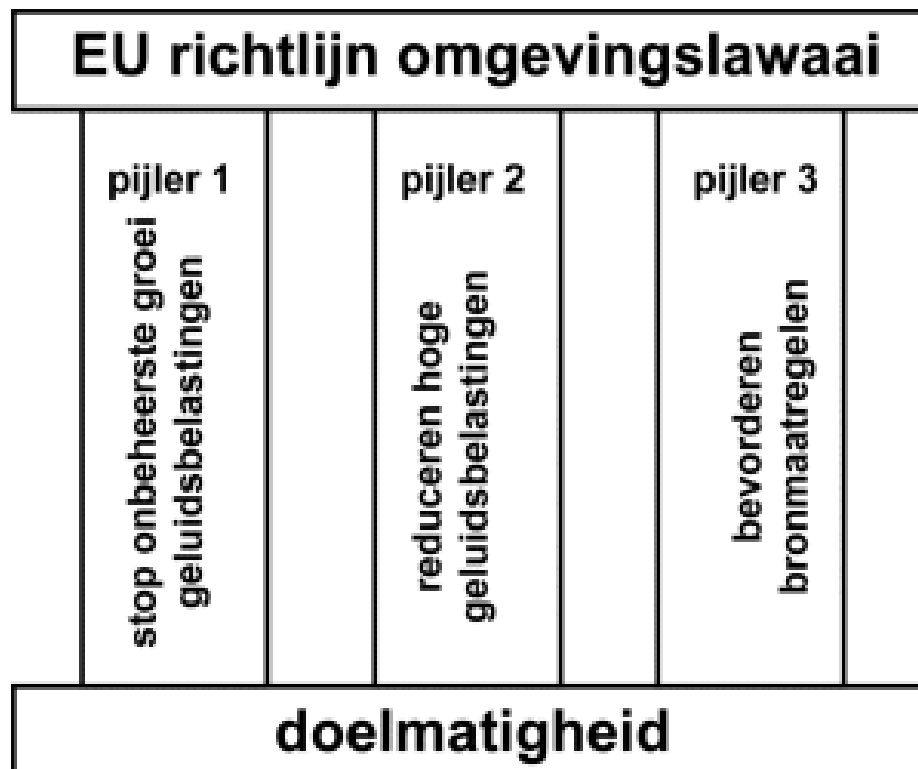 EU richtlijn omgevingslawaai
pijler 1
stop onbeheerste groei
geluidsbelastingen
pijler 2
reduceren hoge
geluidsbelastingen
pijler 3
bevorderen
bronmaatregelen
doelmatigheid